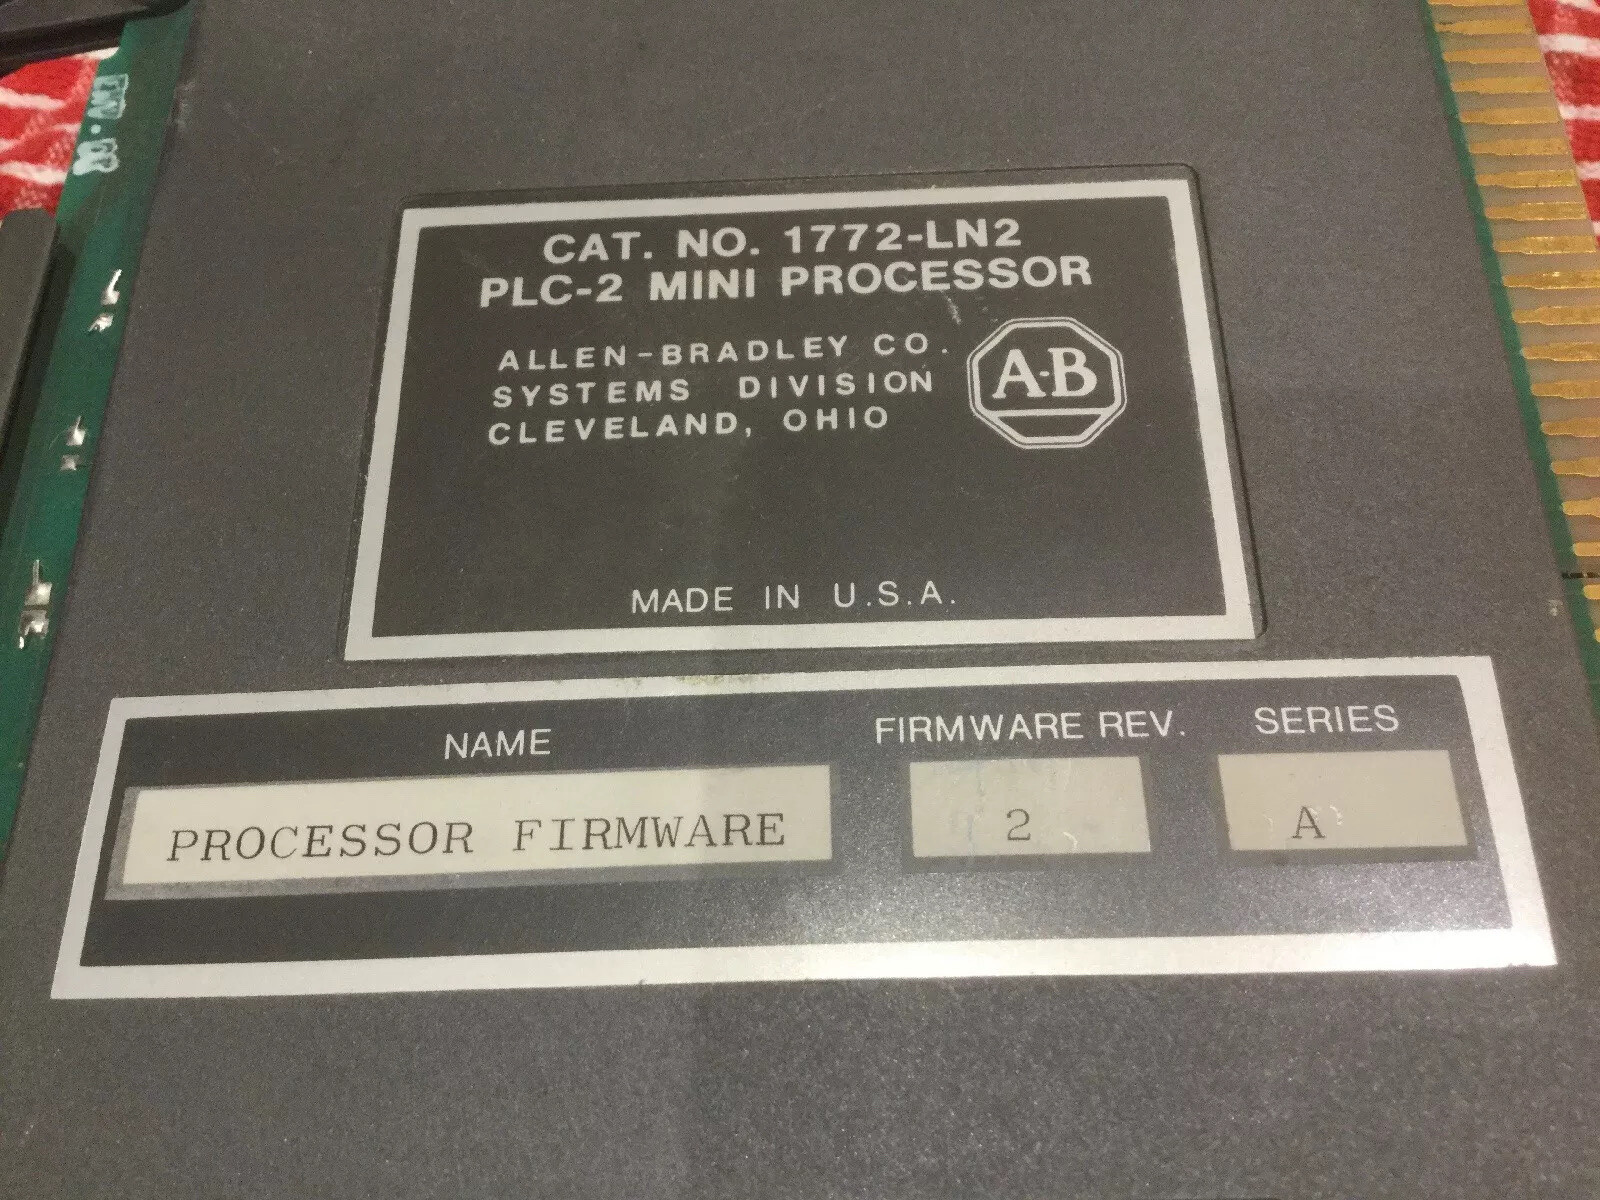 CAT. NO. 1772-LN2
PLC-2 MINI PROCESSOR
ALLEN-BRADLEY CO.
SYSTEMS DIVISION
CLEVELAND, OHIO
A-B
MADE IN U.S.A.
NAME FIRMWARE REV. SERIES
PROCESSOR FIRMWARE 2 A